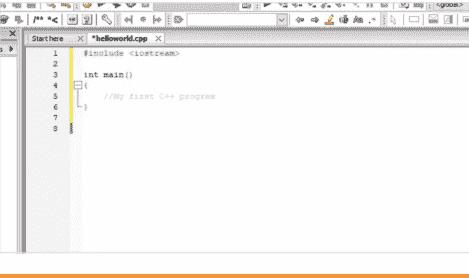 <global>
Start here
*helloworld.cpp
1 #include <iostream>
2
3 int main()
4 {
5 //My first C++ program
6 }
7
8